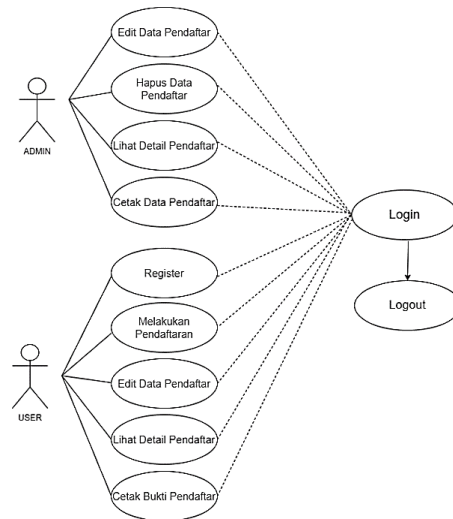 Edit Data Pendaftar
Hapus Data
Pendaftar
ADMIN
Lihat Detail Pendaftar
Cetak Data Pendaftar
Login
Register
Logout
Melakukan
Pendaftaran
Edit Data Pendaftar
USER
Lihat Detail Pendaftar
Cetak Bukti Pendaftar